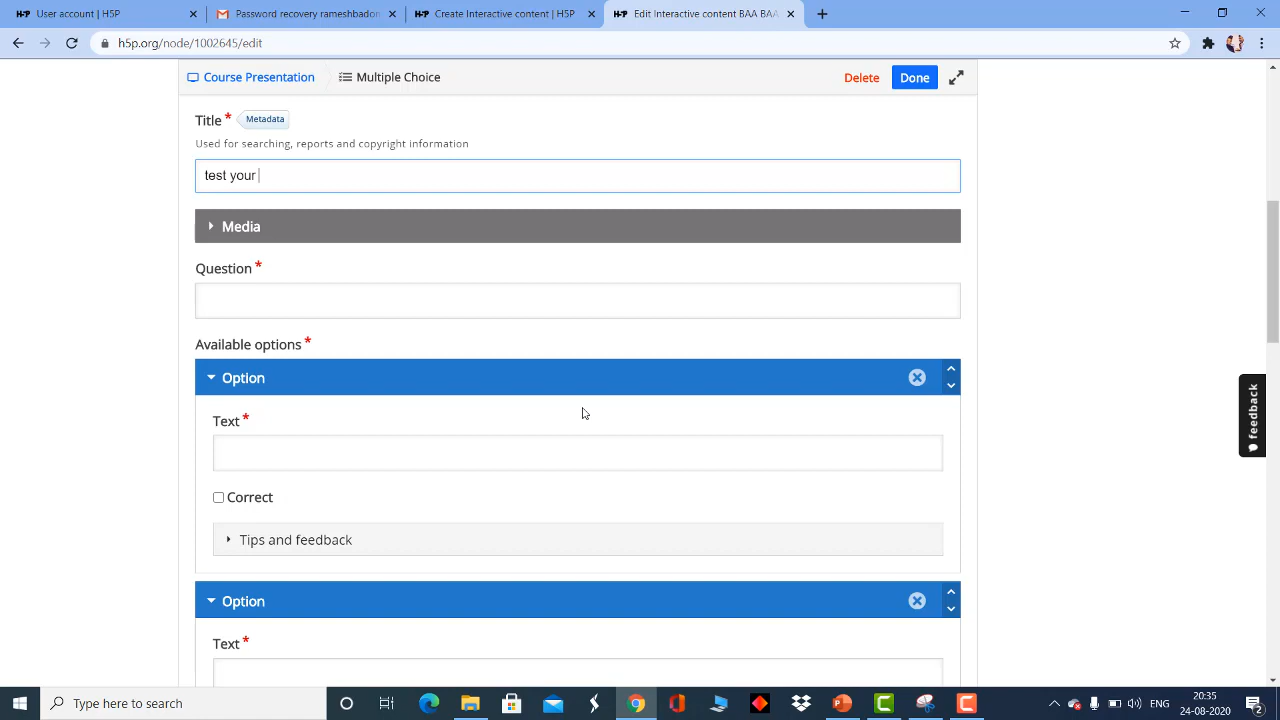 User account | H5P
Password recovery rameshbadon
Create Interactive content | H5P
Edit Interactive content BAA BAA
h5p.org/node/1002645/edit
Course Presentation
Multiple Choice
Delete
Done
Title *
Metadata
Used for searching, reports and copyright information
test your
Media
Question *
Available options *
Option
Text *
Correct
Tips and feedback
Option
Text *
feedback
Type here to search
ENG
20:35
24-08-2020
2